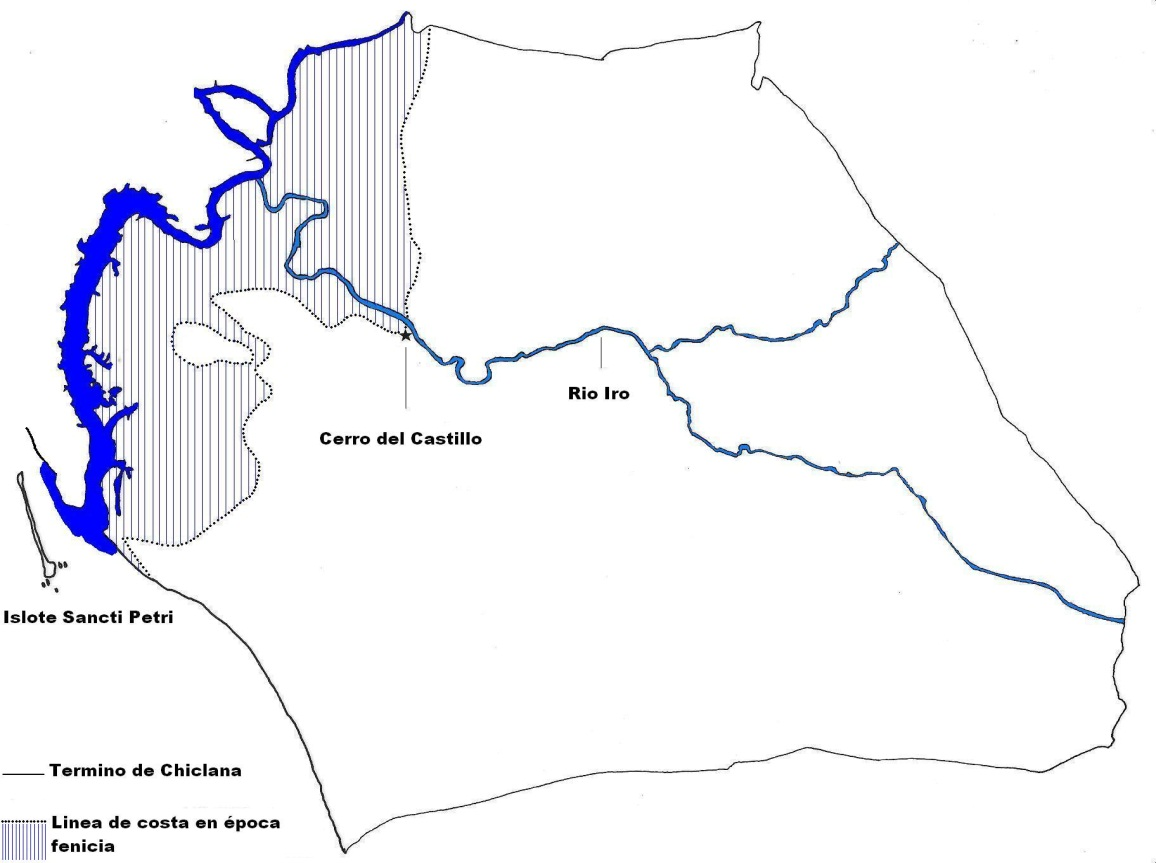 Rio Iro
Cerro del Castillo
Islote Sancti Petri
Termino de Chiclana
Linea de costa en época
fenicia